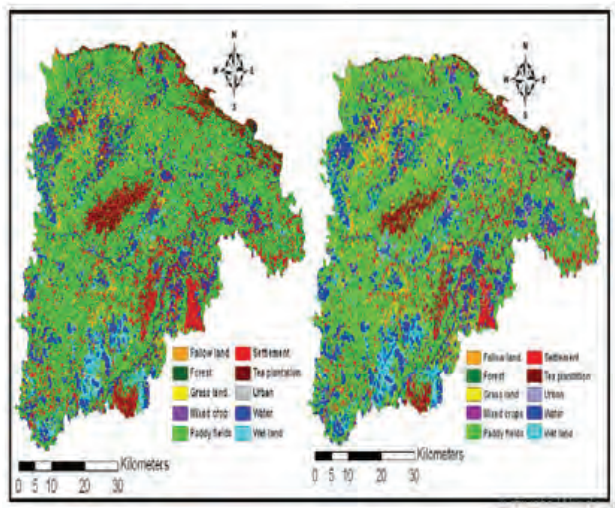 N
W E
S
Fallow land Settlement
Forest Tea plantation
Grass land Urban
Mixed crop Water
Paddy fields Wet land
Kilometers
0 5 10 20 30
N
W E
S
Fallow land Settlement
Forest Tea plantation
Grass land Urban
Mixed crops Water
Paddy fields Wet land
Kilometers
0 5 10 20 30